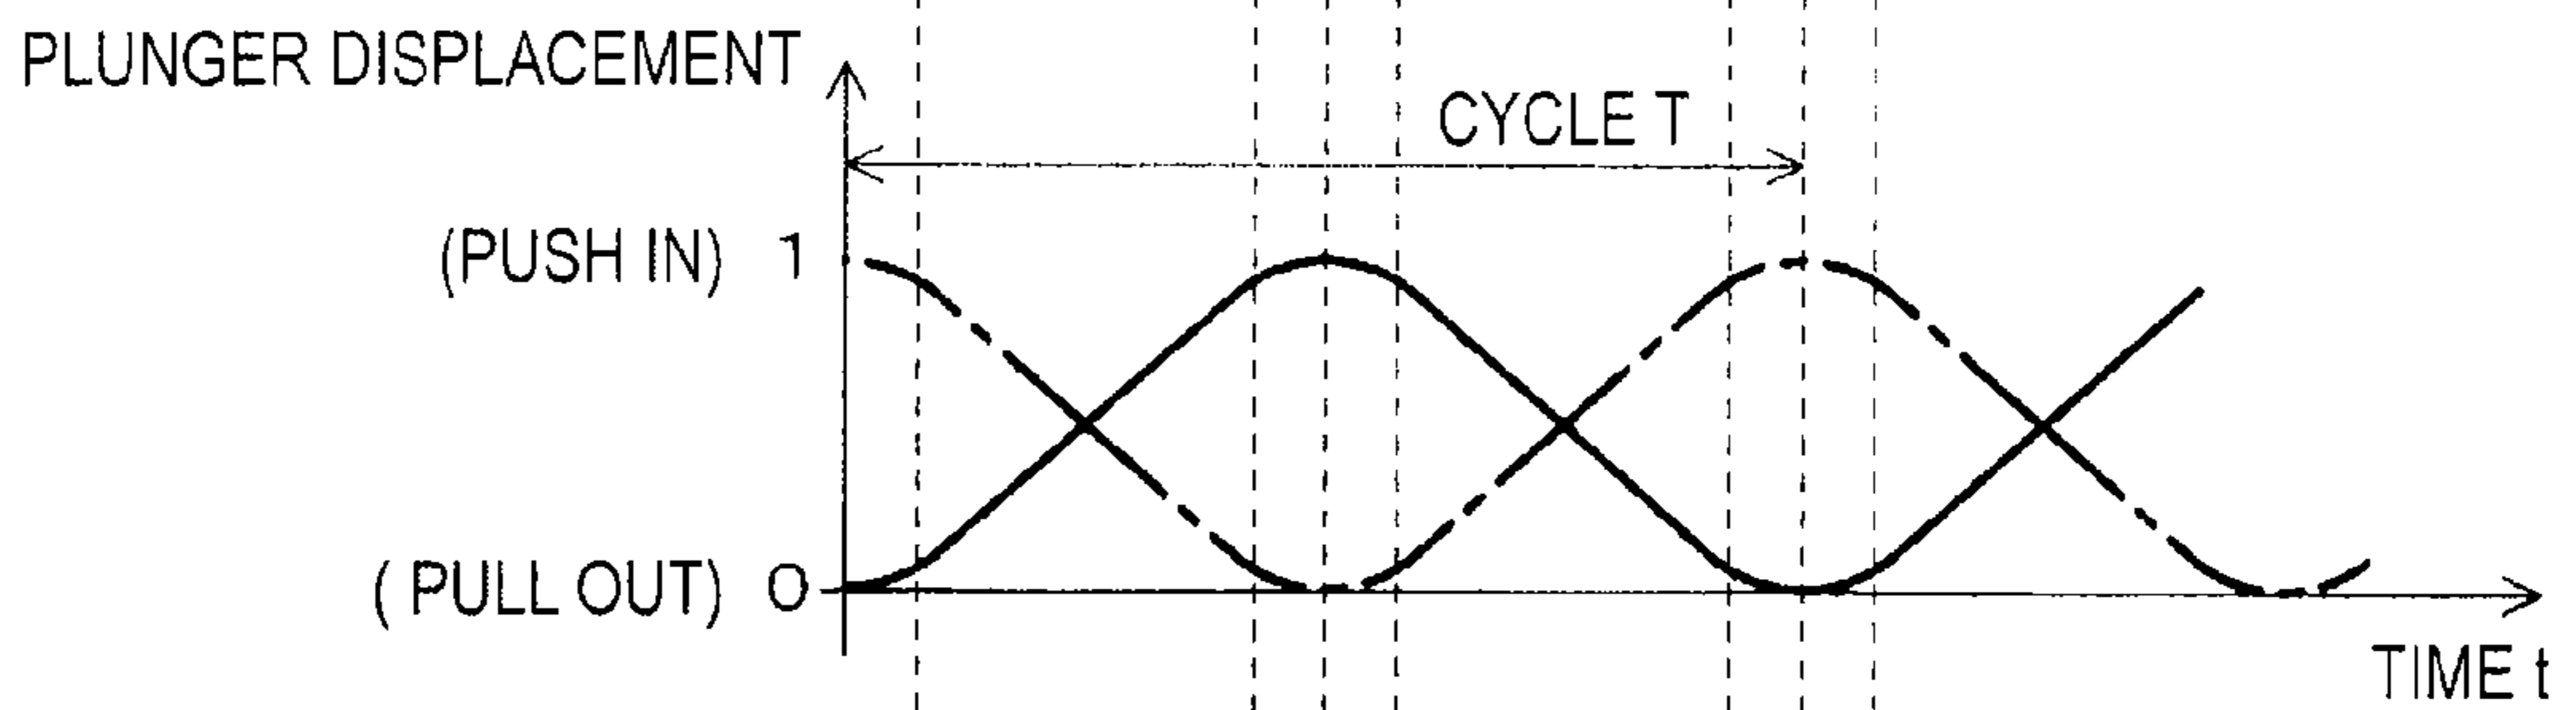 PLUNGER DISPLACEMENT
CYCLE T
(PUSH IN) 1
( PULL OUT) 0
TIME t